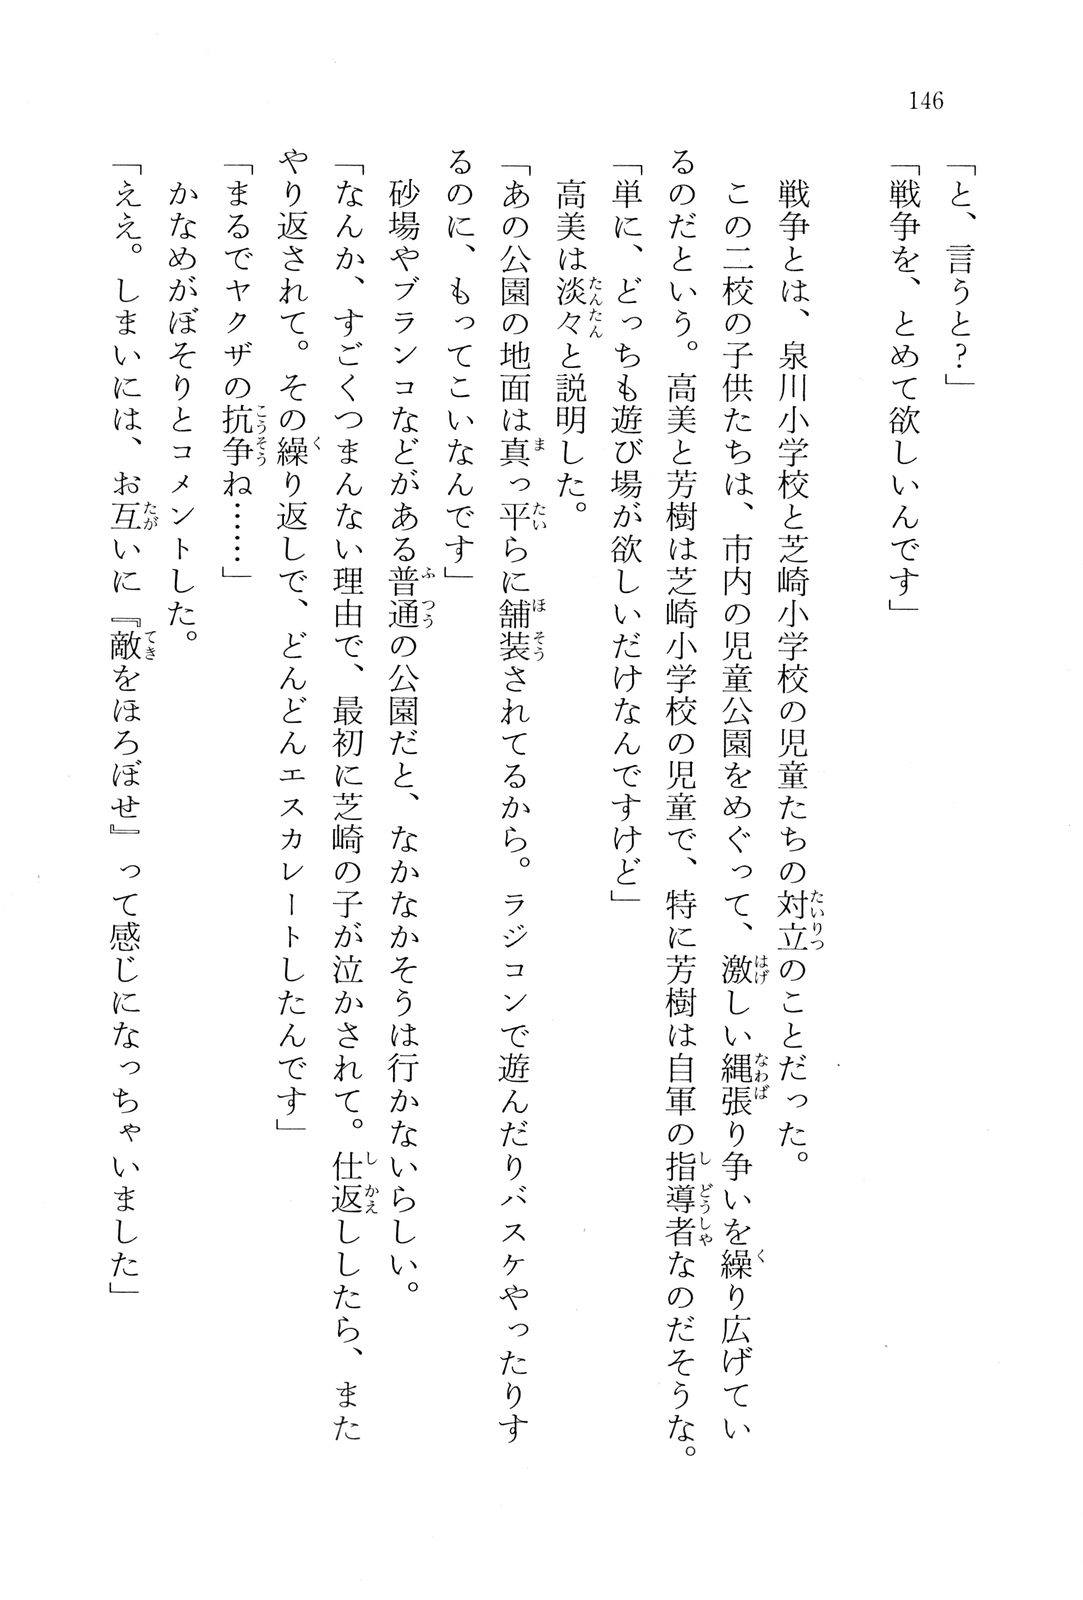 146
「と、言うと？」
「戦争を、とめて欲しいんです」
戦争とは、泉川小学校と芝崎小学校の児童たちの対立のことだった。
この二校の子供たちは、市内の児童公園をめぐって、激しい縄張り争いを繰り広げてい
るのだという。高美と芳樹は芝崎小学校の児童で、特に芳樹は自軍の指導者なのだそうな。
「単に、どっちも遊び場が欲しいだけなんですけど」
高美は淡々と説明した。
「あの公園の地面は真っ平らに舗装されてるから。ラジコンで遊んだりバスケやったりす
るのに、もってこいなんです」
砂場やブランコなどがある普通の公園だと、なかなかそうは行かないらしい。
「なんか、すごくつまんない理由で、最初に芝崎の子が泣かされて。仕返ししたら、また
やり返されて。その繰り返しで、どんどんエスカレートしたんです」
「まるでヤクザの抗争ね……」
かなめがぼそりとコメントした。
「ええ。しまいには、お互いに『敵をほろぼせ』って感じになっちゃいました」